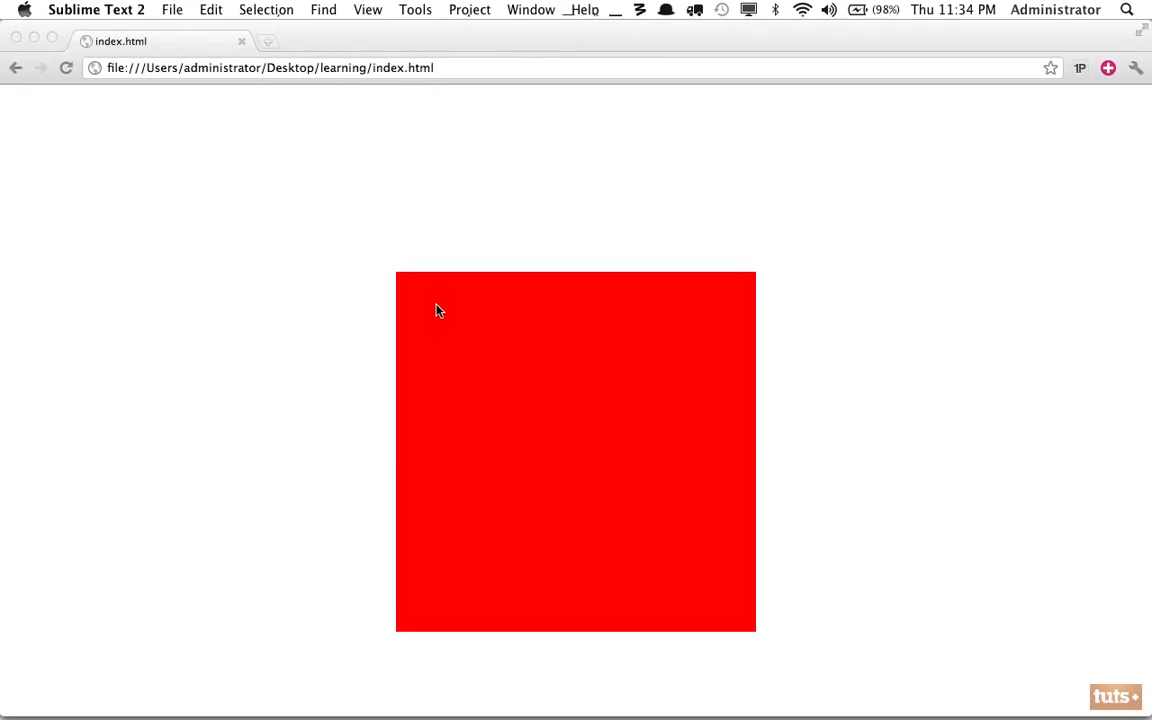 Sublime Text 2 File Edit Selection Find View Tools Project Window Help (98%) Thu 11:34 PM Administrator
index.html
file:///Users/administrator/Desktop/learning/index.html 1P
tuts+